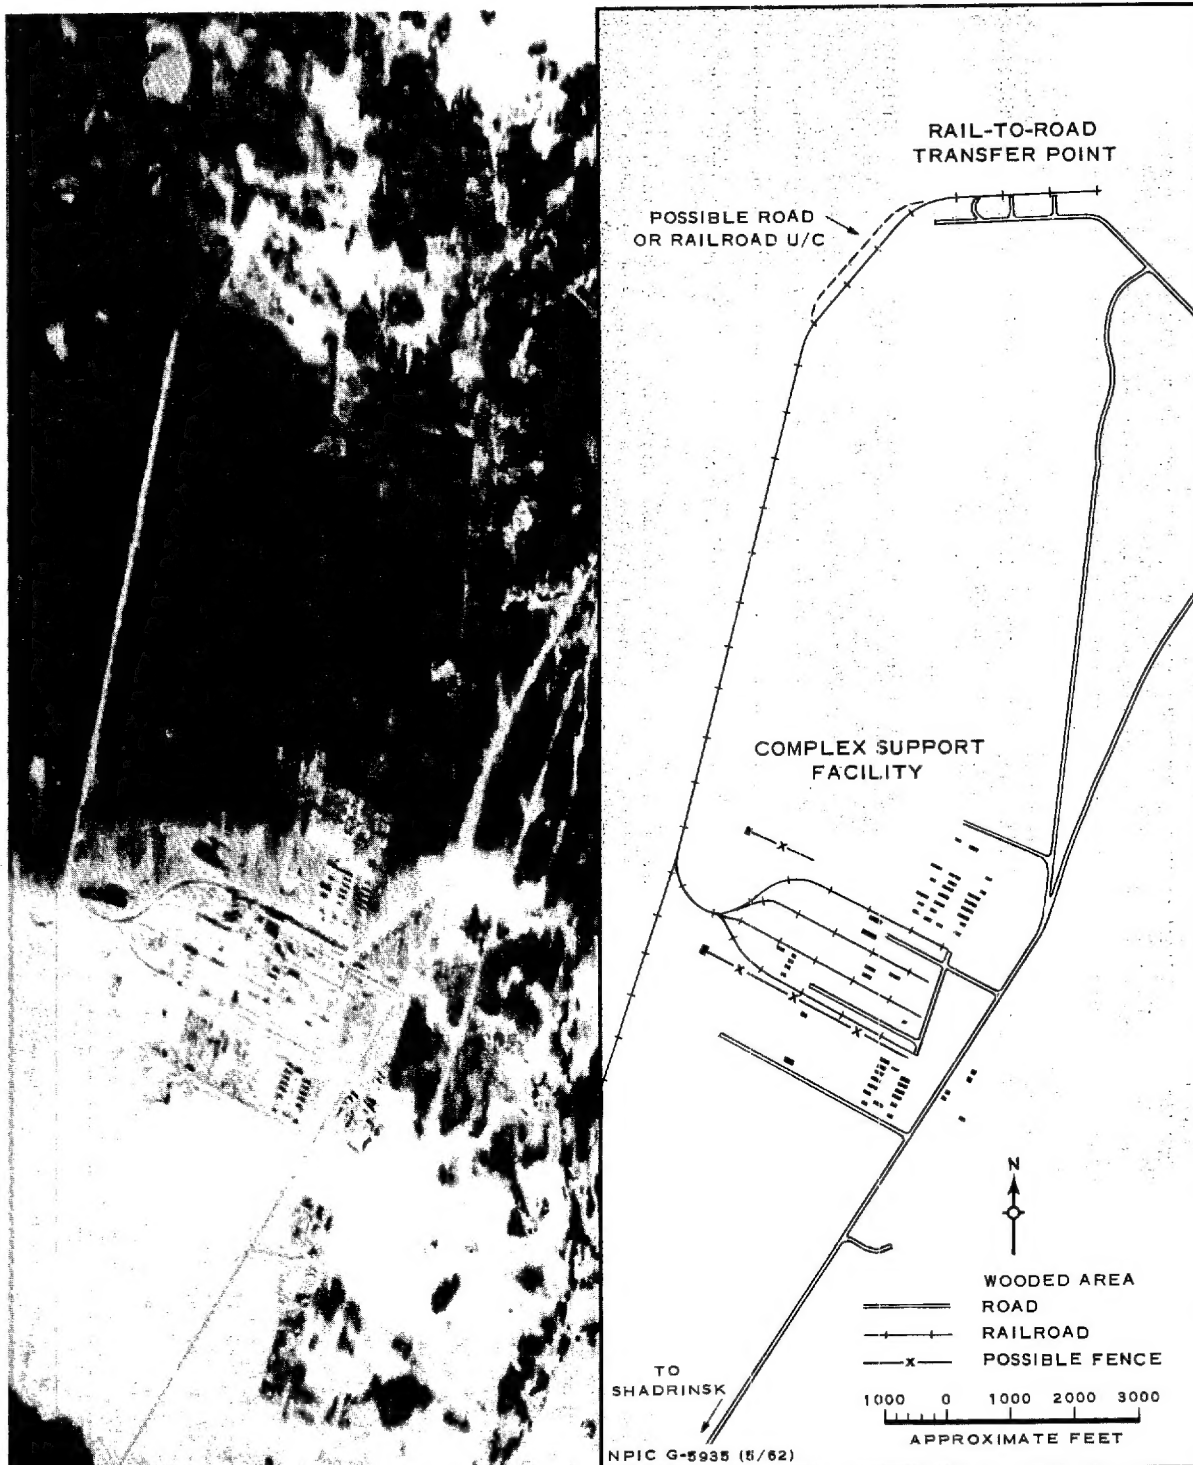 RAIL-TO-ROAD
TRANSFER POINT
POSSIBLE ROAD
OR RAILROAD U/C
COMPLEX SUPPORT
FACILITY
N
WOODED AREA
ROAD
RAILROAD
X POSSIBLE FENCE
TO
SHADRINSK
1000 0 1000 2000 3000
APPROXIMATE FEET
NPIC G-5935 (5/62)